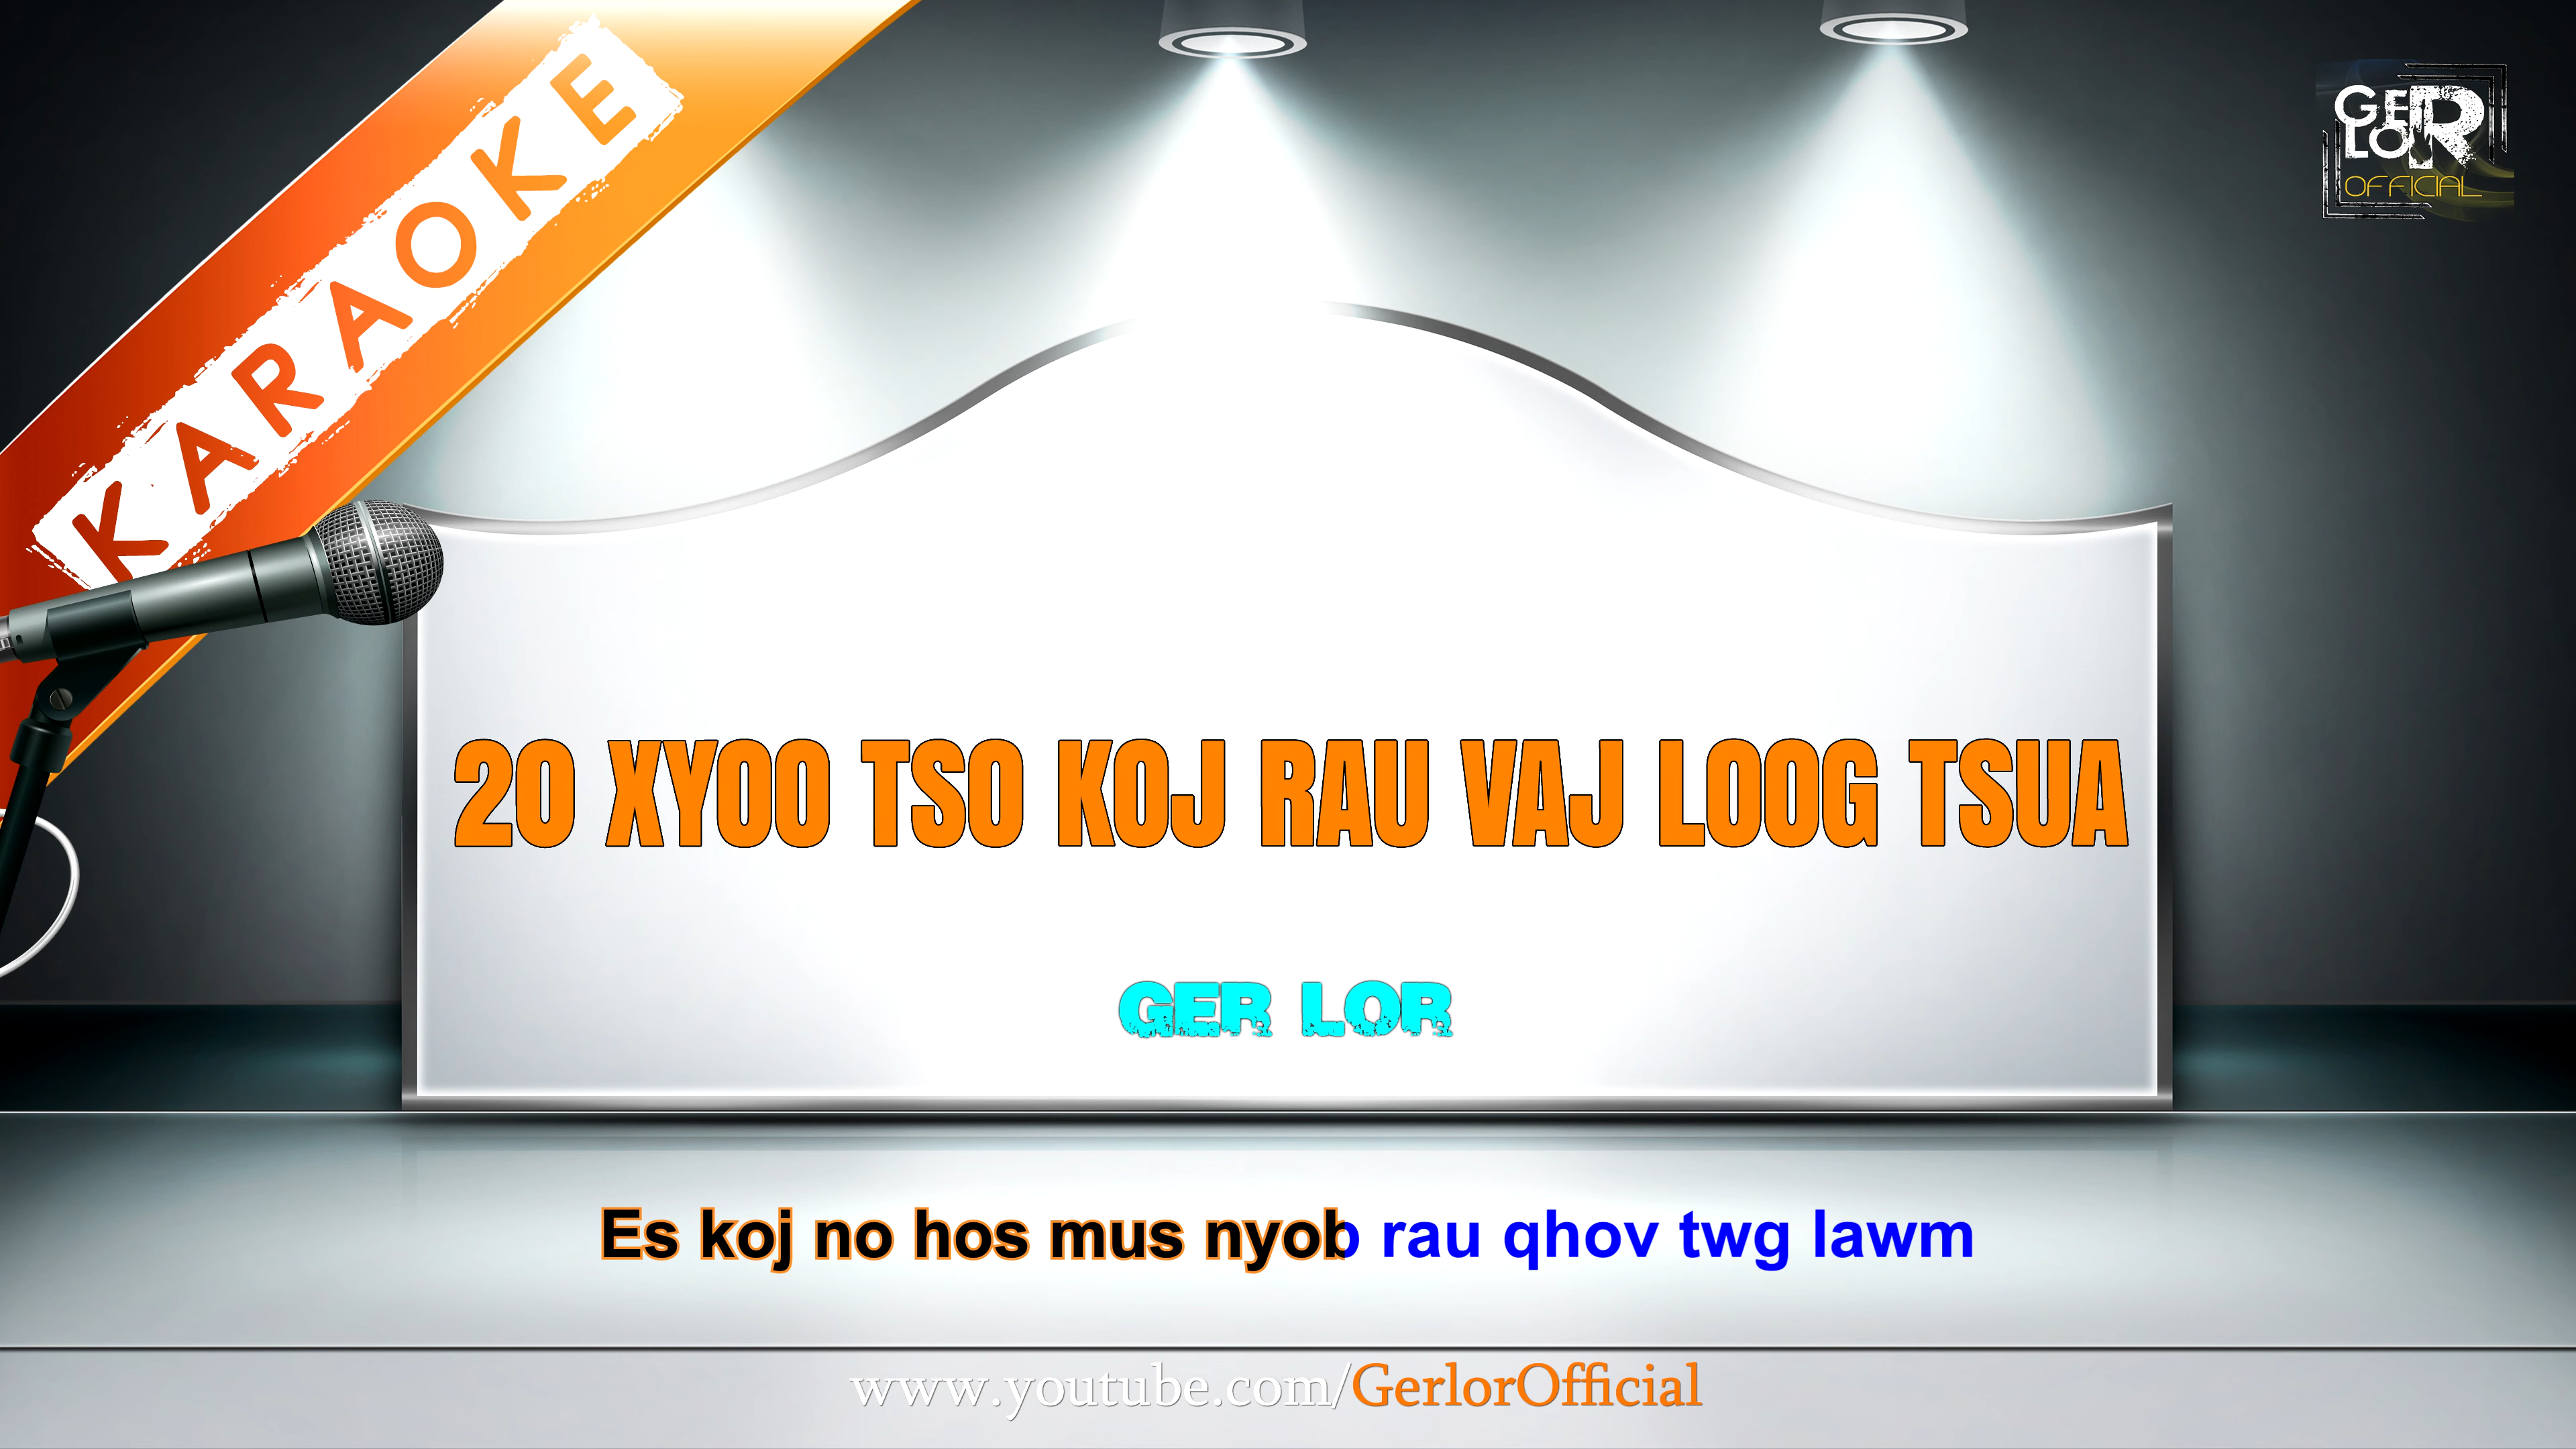 KARAOKE
GER
LOR
OFFICIAL
20 XYOO TSO KOJ RAU VAJ LOOG TSUA
GER LOR
Es koj no hos mus nyob rau qhov twg lawm
www.youtube.com/GerlorOfficial